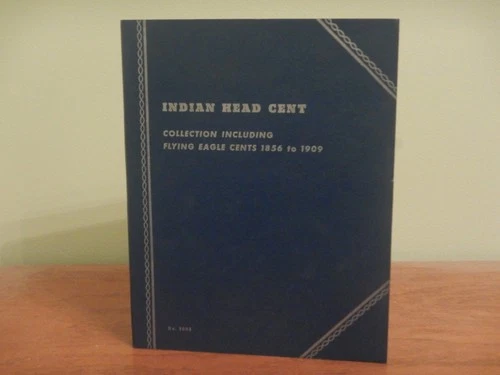 INDIAN HEAD CENT
COLLECTION INCLUDING
FLYING EAGLE CENTS 1856 to 1909